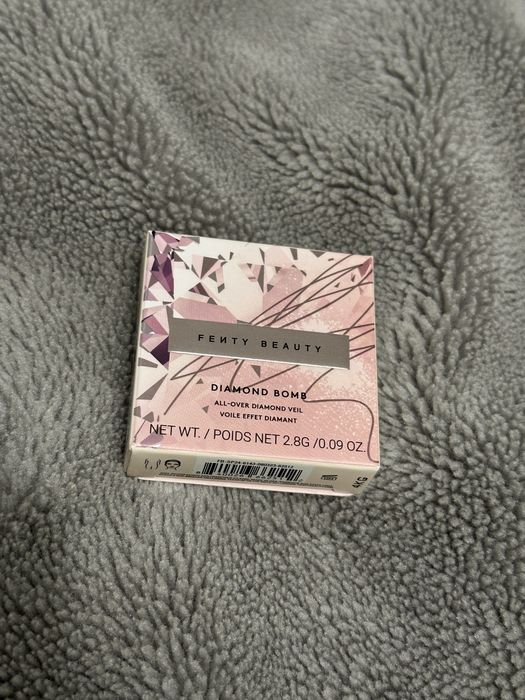 FEИTY BEAUTY
DIAMOND BOMB
ALL-OVER DIAMOND VEIL
VOILE EFFET DIAMANT
NET WT. / POIDS NET 2.8G /0.09 OZ.